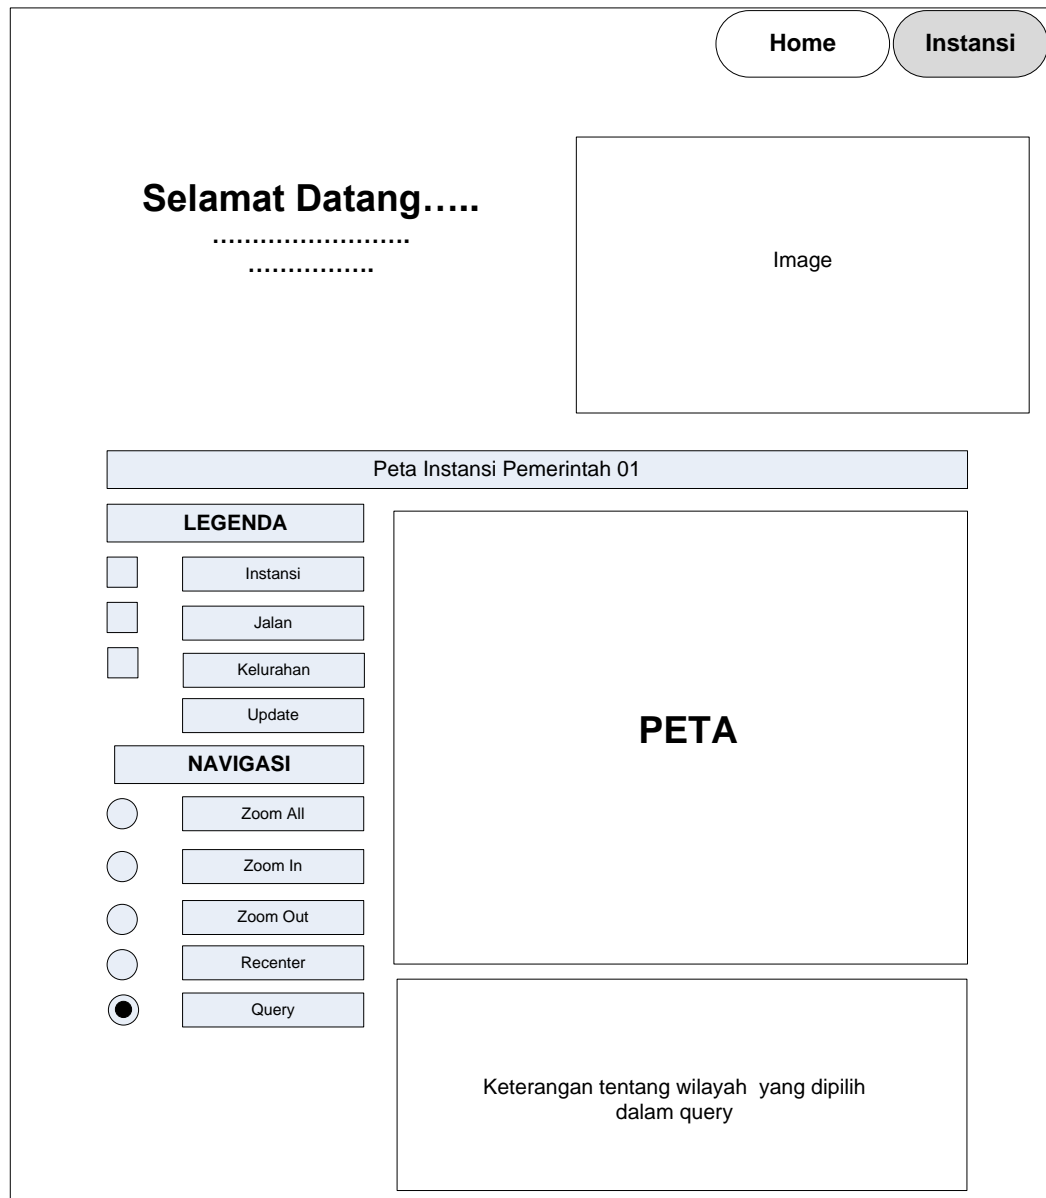 Home
Instansi
Selamat Datang…..
…………………….
…………….
Image
Peta Instansi Pemerintah 01
LEGENDA
Instansi
Jalan
Kelurahan
Update
NAVIGASI
Zoom All
Zoom In
Zoom Out
Recenter
Query
PETA
Keterangan tentang wilayah  yang dipilih
dalam query